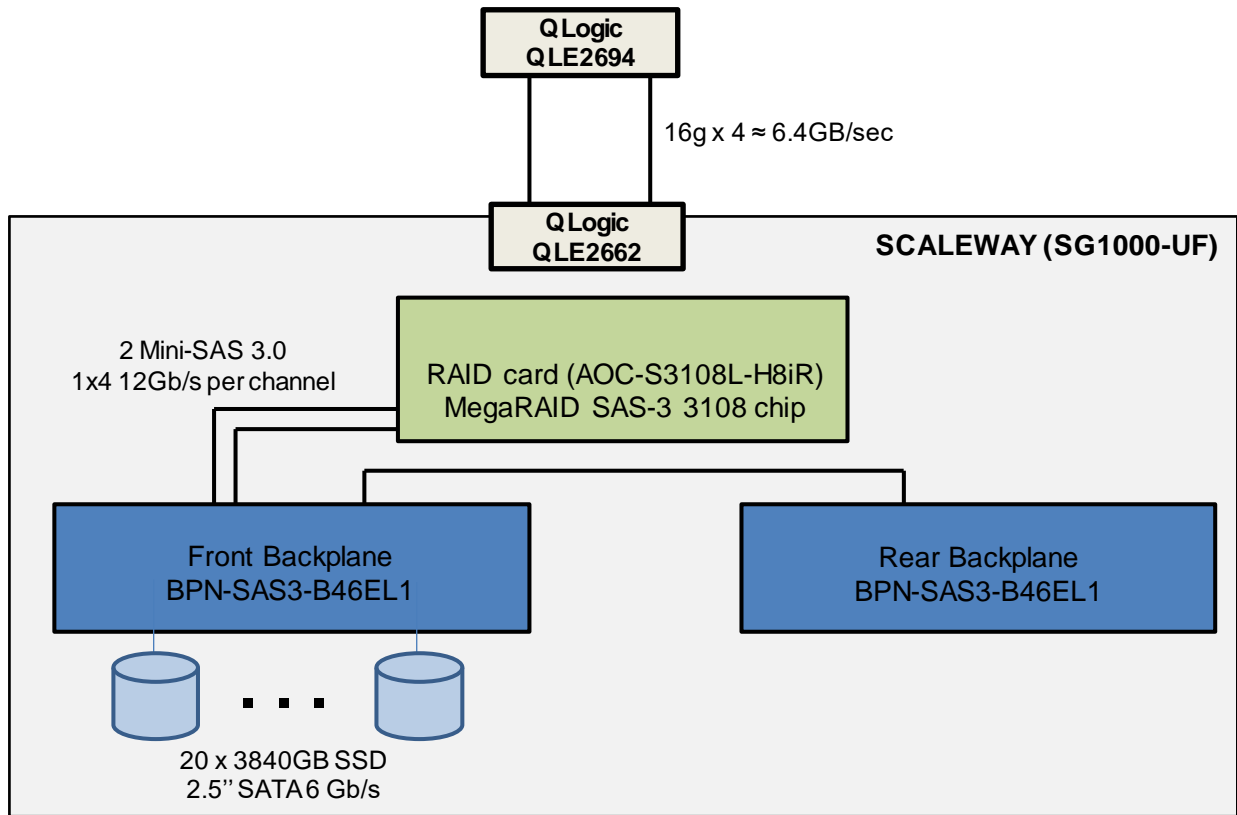 QLogic
QLE2694
16g x 4 ≈ 6.4GB/sec
QLogic
QLE2662
SCALEWAY (SG1000-UF)
2 Mini-SAS 3.0
1x4 12Gb/s per channel
RAID card (AOC-S3108L-H8iR)
MegaRAID SAS-3 3108 chip
Front Backplane
BPN-SAS3-B46EL1
Rear Backplane
BPN-SAS3-B46EL1
. . .
20 x 3840GB SSD
2.5’’ SATA 6 Gb/s